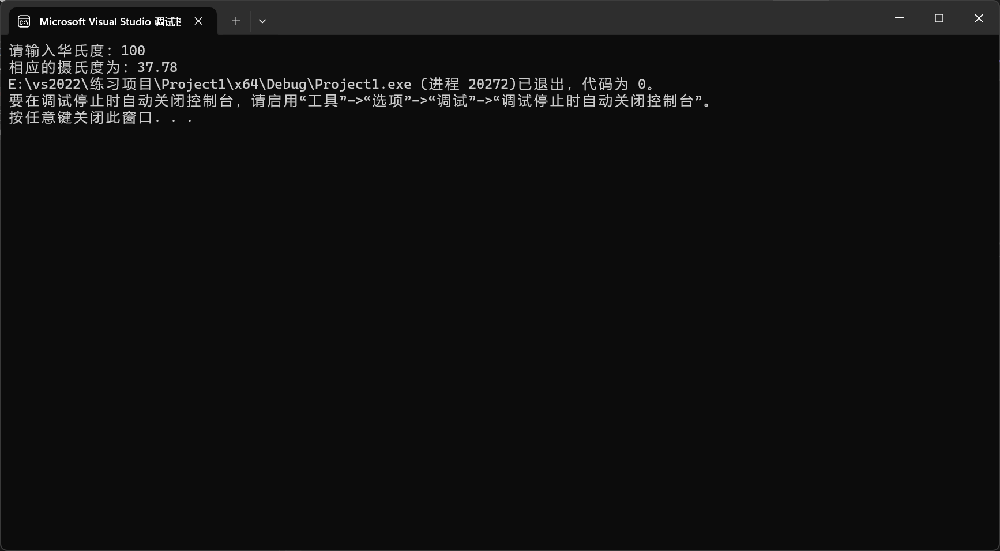 Microsoft Visual Studio 调试
请输入华氏度：100
相应的摄氏度为：37.78
E:\vs2022\练习项目\Project1\x64\Debug\Project1.exe (进程 20272)已退出，代码为 0。
要在调试停止时自动关闭控制台，请启用“工具”->“选项”->“调试”->“调试停止时自动关闭控制台”。
按任意键关闭此窗口. . .